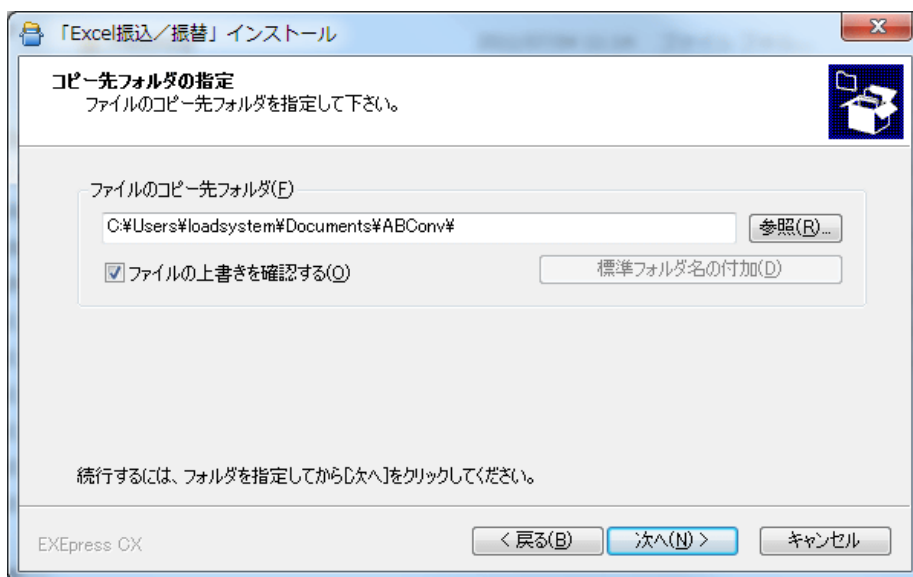 「Excel振込／振替」インストール
コピー先フォルダの指定
ファイルのコピー先フォルダを指定して下さい。
ファイルのコピー先フォルダ(F)
C:¥Users¥loadsystem¥Documents¥ABConv¥
参照(R)...
ファイルの上書きを確認する(O)
標準フォルダ名の付加(D)
続行するには、フォルダを指定してから[次へ]をクリックしてください。
EXEpress CX
< 戻る(B)
次へ(N) >
キャンセル